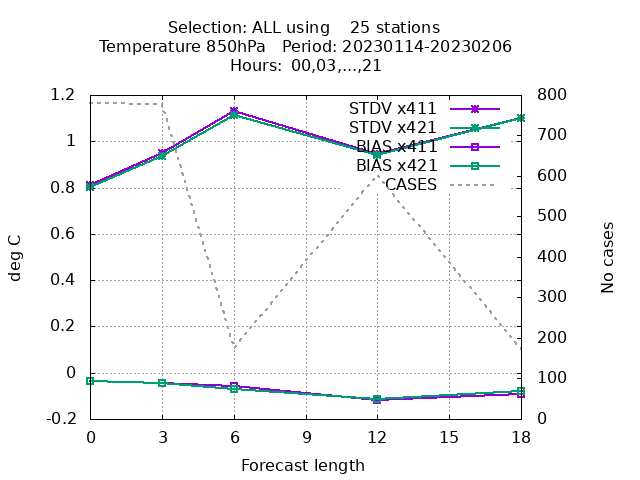 Selection: ALL using    25 stations
Temperature 850hPa   Period: 20230114-20230206
Hours:  00,03,...,21
STDV x411
STDV x421
BIAS x411
BIAS x421
CASES
1.2
1
0.8
0.6
0.4
0.2
0
-0.2
deg C
800
700
600
500
400
300
200
100
0
No cases
0 3 6 9 12 15 18
Forecast length